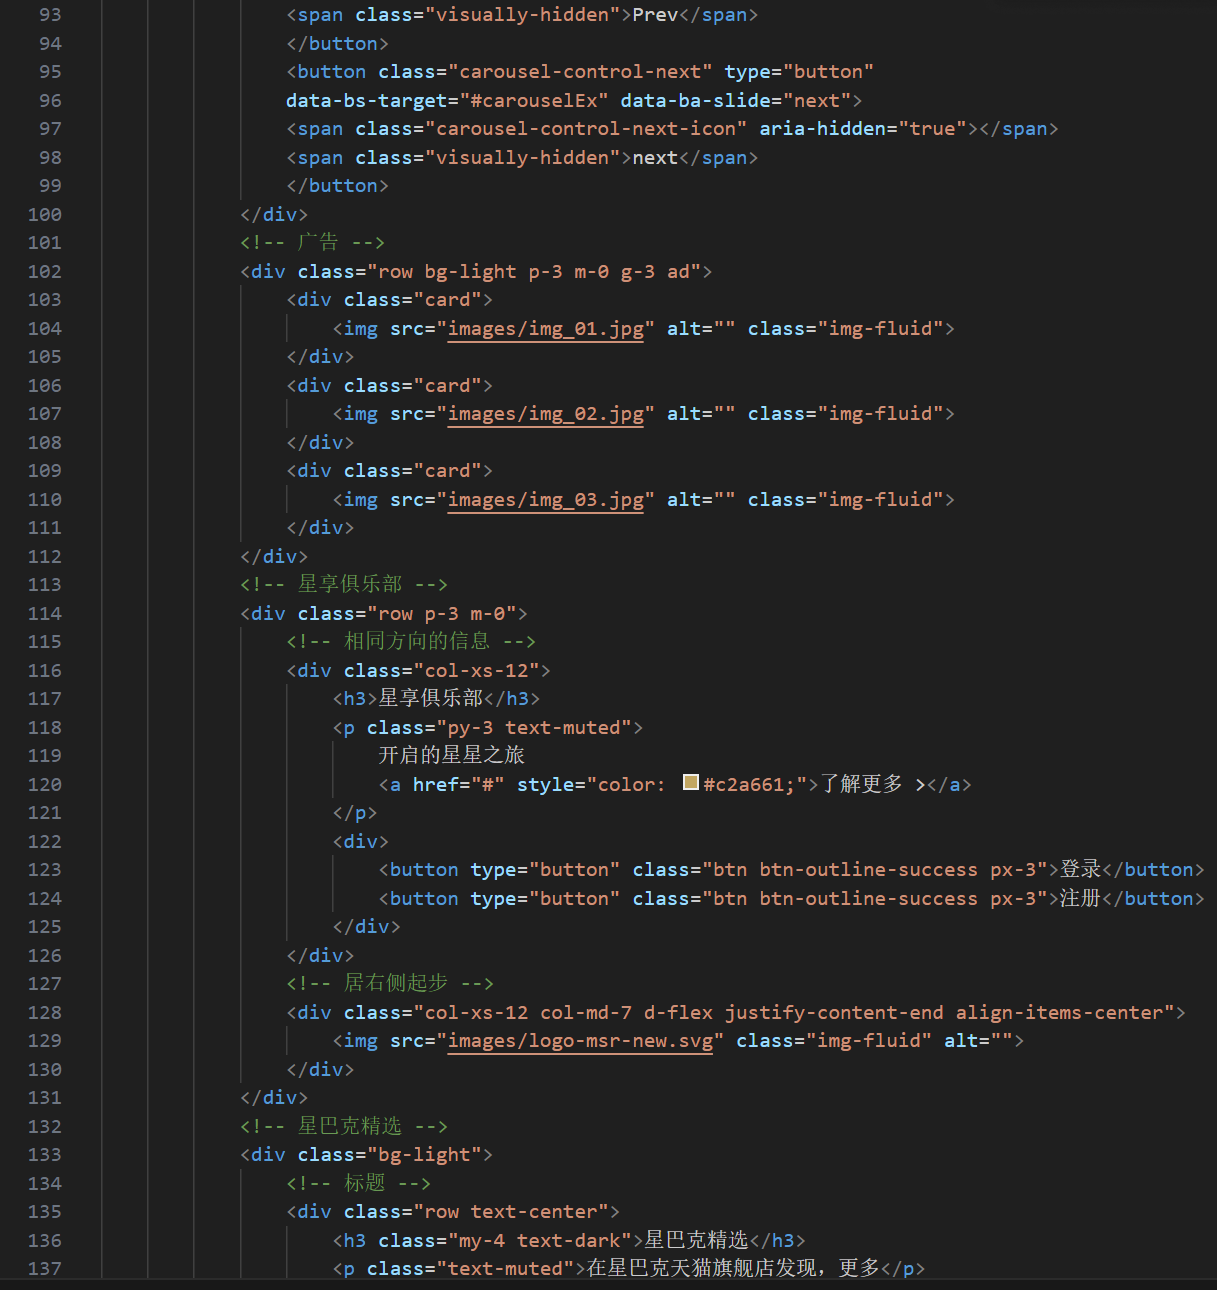 93 <span class="visually-hidden">Prev</span>
94 </button>
95 <button class="carousel-control-next" type="button"
96 data-bs-target="#carouselEx" data-ba-slide="next">
97 <span class="carousel-control-next-icon" aria-hidden="true"></span>
98 <span class="visually-hidden">next</span>
99 </button>
100 </div>
101 <!-- 广告 -->
102 <div class="row bg-light p-3 m-0 g-3 ad">
103 <div class="card">
104 <img src="images/img_01.jpg" alt="" class="img-fluid">
105 </div>
106 <div class="card">
107 <img src="images/img_02.jpg" alt="" class="img-fluid">
108 </div>
109 <div class="card">
110 <img src="images/img_03.jpg" alt="" class="img-fluid">
111 </div>
112 </div>
113 <!-- 星享俱乐部 -->
114 <div class="row p-3 m-0">
115 <!-- 相同方向的信息 -->
116 <div class="col-xs-12">
117 <h3>星享俱乐部</h3>
118 <p class="py-3 text-muted">
119 开启的星星之旅
120 <a href="#" style="color: #c2a661;">了解更多 ></a>
121 </p>
122 <div>
123 <button type="button" class="btn btn-outline-success px-3">登录</button>
124 <button type="button" class="btn btn-outline-success px-3">注册</button>
125 </div>
126 </div>
127 <!-- 居右侧起步 -->
128 <div class="col-xs-12 col-md-7 d-flex justify-content-end align-items-center">
129 <img src="images/logo-msr-new.svg" class="img-fluid" alt="">
130 </div>
131 </div>
132 <!-- 星巴克精选 -->
133 <div class="bg-light">
134 <!-- 标题 -->
135 <div class="row text-center">
136 <h3 class="my-4 text-dark">星巴克精选</h3>
137 <p class="text-muted">在星巴克天猫旗舰店发现，更多</p>